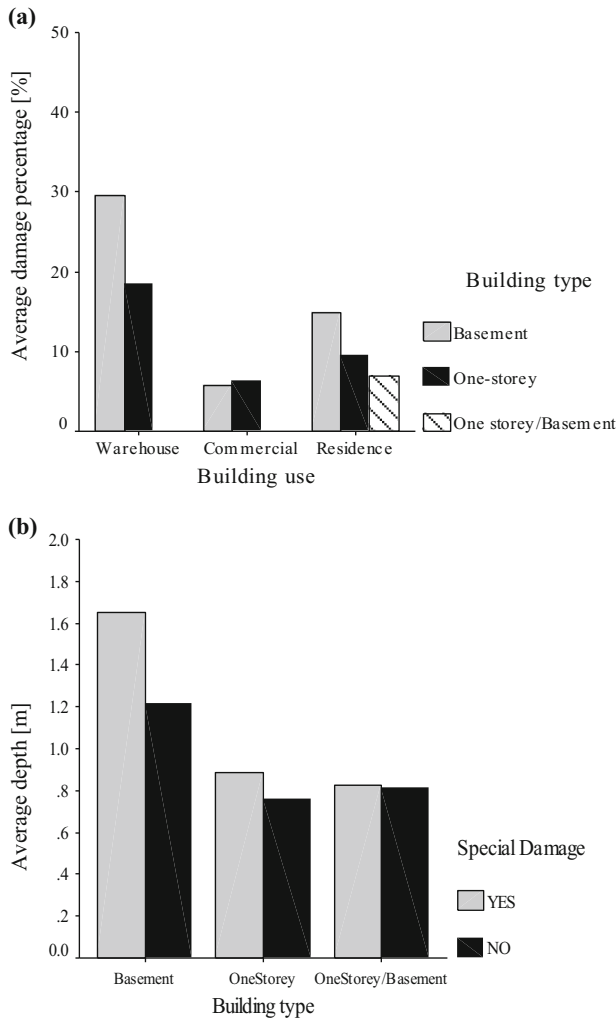 (a)
Average damage percentage [%]
50
40
30
20
10
0
Warehouse Commercial Residence
Building use
Building type
Basement
One-storey
One storey/Basement
(b)
Average depth [m]
2.0
1.8
1.6
1.4
1.2
1.0
.8
.6
.4
.2
0.0
Basement OneStorey OneStorey/Basement
Building type
Special Damage
YES
NO